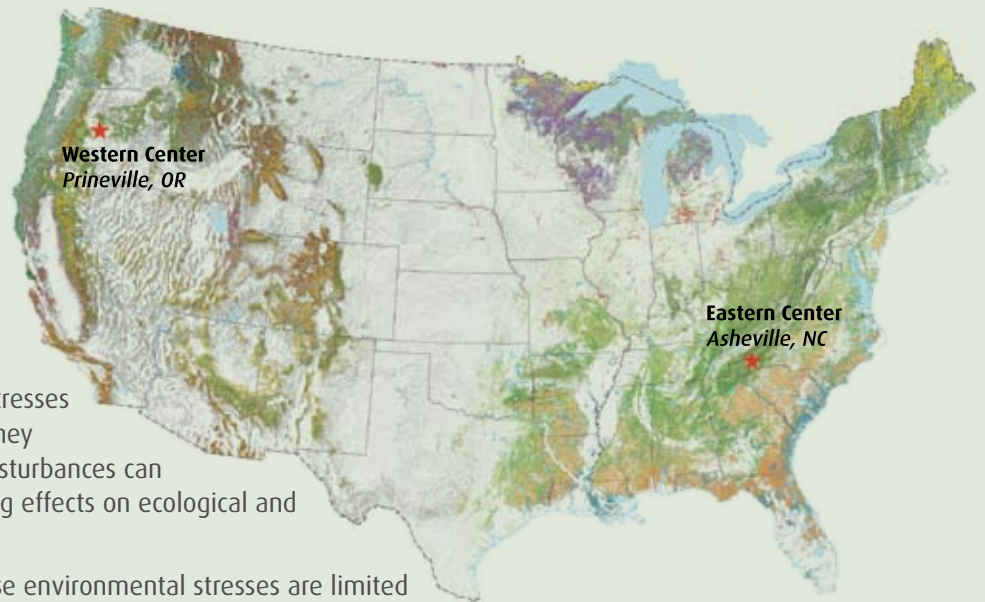 Western Center
Prineville, OR
Eastern Center
Asheville, NC
tresses
ney
isturbances can
g effects on ecological and
se environmental stresses are limited